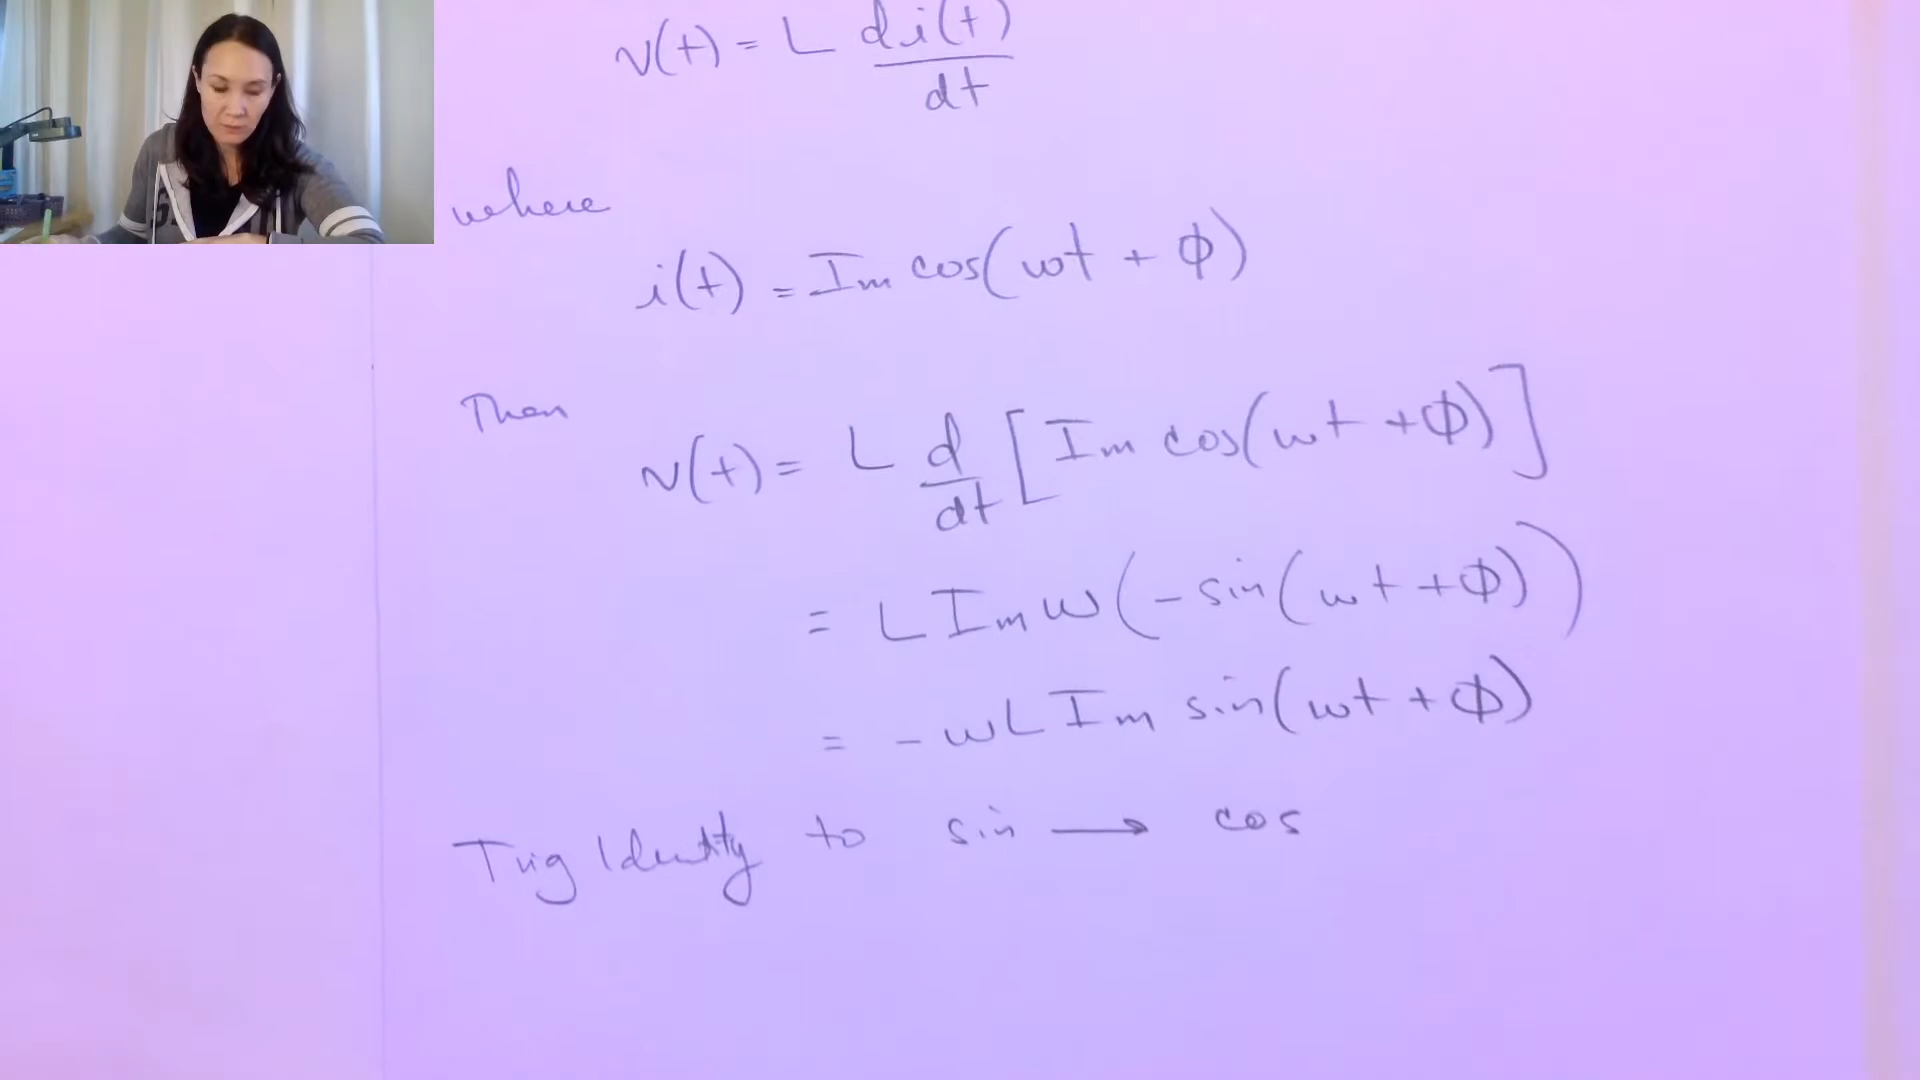 v(t) = L di(t)/dt
where
i(t) = Im cos(ωt + ϕ)
Then
v(t) = L d/dt [Im cos(ωt + ϕ)]
= L Im ω(-sin(ωt + ϕ))
= -ωL Im sin(ωt + ϕ)
Trig Identity to sin → cos